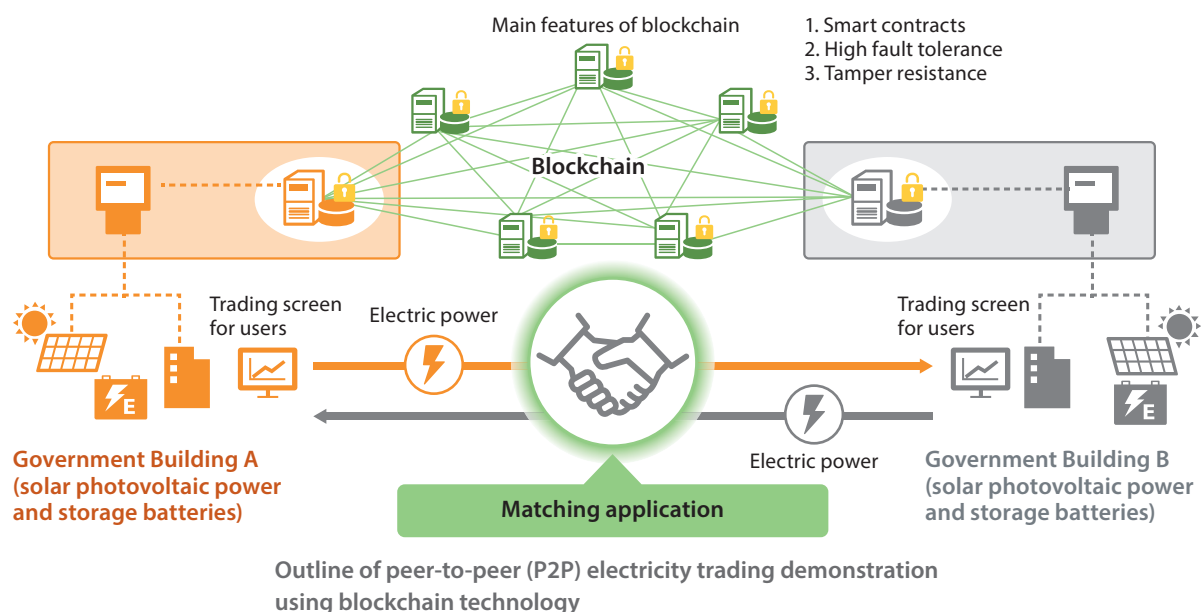 Main features of blockchain
1. Smart contracts
2. High fault tolerance
3. Tamper resistance
Blockchain
Trading screen
for users
Electric power
Trading screen
for users
E
E
Electric power
Government Building A
(solar photovoltaic power
and storage batteries)
Government Building B
(solar photovoltaic power
and storage batteries)
Matching application
Outline of peer-to-peer (P2P) electricity trading demonstration
using blockchain technology